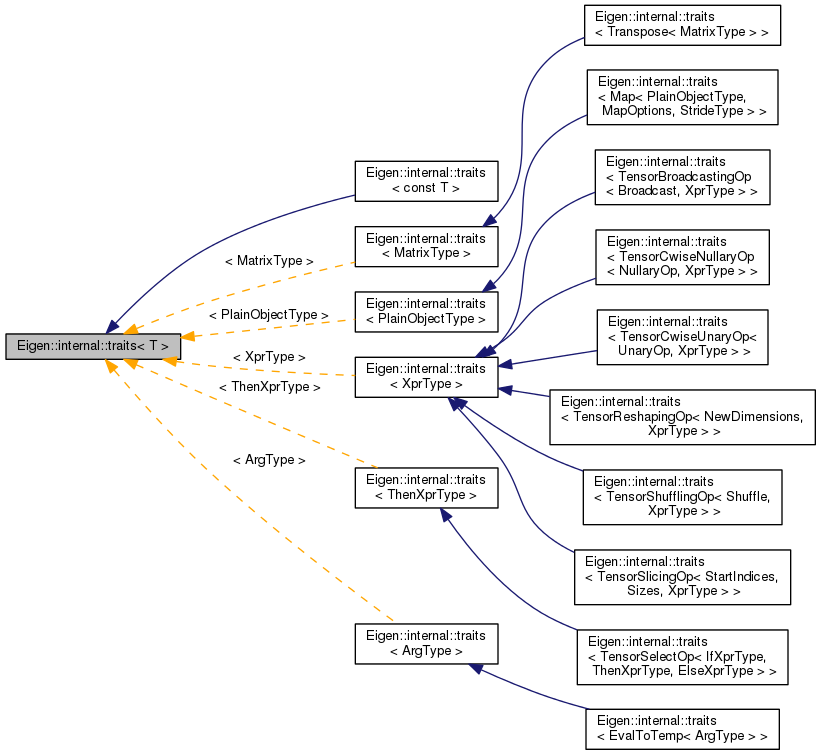 Eigen::internal::traits< T >
Eigen::internal::traits
< const T >
Eigen::internal::traits
< MatrixType >
Eigen::internal::traits
< PlainObjectType >
Eigen::internal::traits
< XprType >
Eigen::internal::traits
< ThenXprType >
Eigen::internal::traits
< ArgType >
< MatrixType >
< PlainObjectType >
< XprType >
< ThenXprType >
< ArgType >
Eigen::internal::traits
< Transpose< MatrixType > >
Eigen::internal::traits
< Map< PlainObjectType,
MapOptions, StrideType > >
Eigen::internal::traits
< TensorBroadcastingOp
< Broadcast, XprType > >
Eigen::internal::traits
< TensorCwiseNullaryOp
< NullaryOp, XprType > >
Eigen::internal::traits
< TensorCwiseUnaryOp<
UnaryOp, XprType > >
Eigen::internal::traits
< TensorReshapingOp< NewDimensions,
XprType > >
Eigen::internal::traits
< TensorShufflingOp< Shuffle,
XprType > >
Eigen::internal::traits
< TensorSlicingOp< StartIndices,
Sizes, XprType > >
Eigen::internal::traits
< TensorSelectOp< IfXprType,
ThenXprType, ElseXprType > >
Eigen::internal::traits
< EvalToTemp< ArgType > >